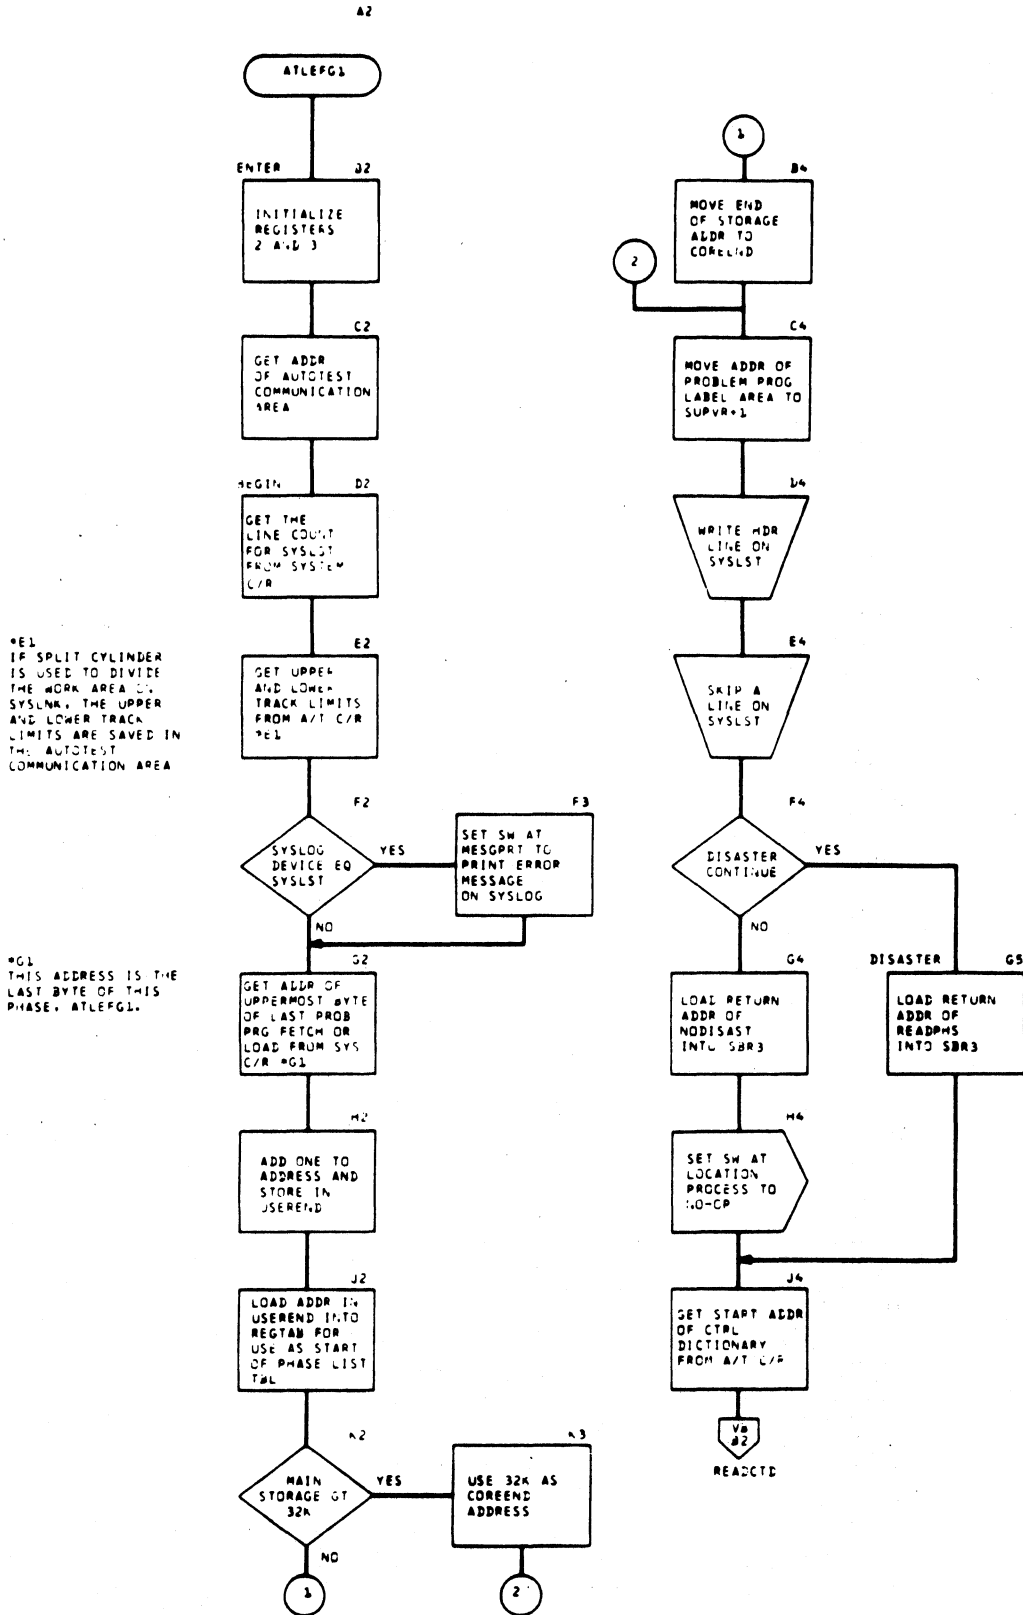 A2
ATLEFG1
ENTER B2
INITIALIZE
REGISTERS
2 AND 3
C2
GET ADDR
OF AUTOTEST
COMMUNICATION
AREA
BEGIN D2
GET THE
LINE COUNT
FOR SYSLST
FROM SYSTEM
C/R
*E1
IF SPLIT CYLINDER
IS USED TO DIVIDE
THE WORK AREA ON
SYSLNK, THE UPPER
AND LOWER TRACK
LIMITS ARE SAVED IN
THE AUTOTEST
COMMUNICATION AREA
E2
GET UPPER
AND LOWER
TRACK LIMITS
FROM A/T C/R
*E1
F2
SYSLOG
DEVICE EQ
SYSLST
YES
NO
F3
SET SW AT
MESGPRT TO
PRINT ERROR
MESSAGE
ON SYSLOG
*G1
THIS ADDRESS IS THE
LAST BYTE OF THIS
PHASE, ATLEFG1.
G2
GET ADDR OF
UPPERMOST BYTE
OF LAST PROB
PRG FETCH OR
LOAD FROM SYS
C/R *G1
H2
ADD ONE TO
ADDRESS AND
STORE IN
USEREND
J2
LOAD ADDR IN
USEREND INTO
REGTAB FOR
USE AS START
OF PHASE LIST
TBL
K2
MAIN
STORAGE GT
32K
YES
NO
1
K3
USE 32K AS
COREEND
ADDRESS
2
1
B4
MOVE END
OF STORAGE
ADDR TO
COREEND
2
C4
MOVE ADDR OF
PROBLEM PROG
LABEL AREA TO
SUPVR+1
D4
WRITE HDR
LINE ON
SYSLST
E4
SKIP A
LINE ON
SYSLST
F4
DISASTER
CONTINUE
YES
NO
G4
LOAD RETURN
ADDR OF
NODISAST
INTO SBR3
DISASTER G5
LOAD RETURN
ADDR OF
READPHS
INTO SBR3
H4
SET SW AT
LOCATION
PROCESS TO
NO-OP
J4
GET START ADDR
OF CTRL
DICTIONARY
FROM A/T C/R
VB
B2
READCTD